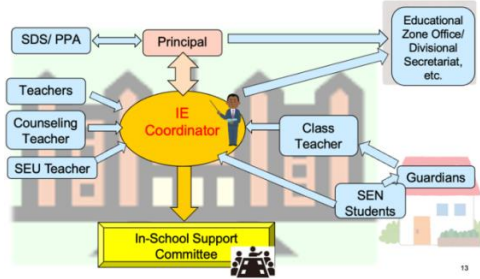 SDS/ PPA
Principal
Educational
Zone Office/
Divisional
Secretariat,
etc.
Teachers
Counseling
Teacher
SEU Teacher
IE
Coordinator
Class
Teacher
Guardians
SEN
Students
In-School Support
Committee
13